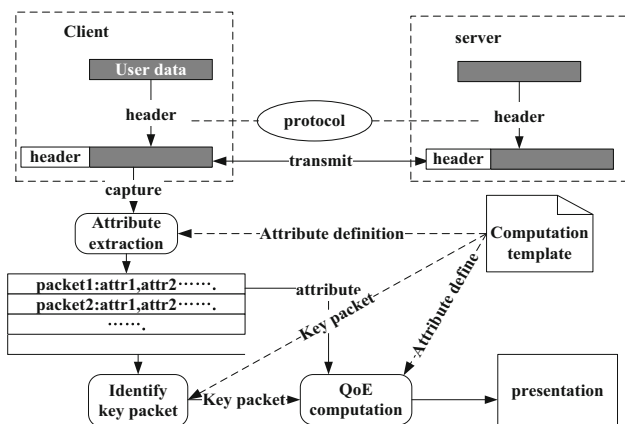 Client
server
User data
header
protocol
header
header
transmit
header
capture
Attribute
extraction
Attribute definition
Computation
template
packet1:attr1,attr2…….
packet2:attr1,attr2…….
…….
attribute
Key packet
Attribute define
Identify
key packet
Key packet
QoE
computation
presentation